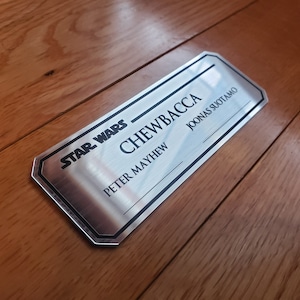 STAR WARS
CHEWBACCA
PETER MAYHEW
JOONAS SUOTAMO